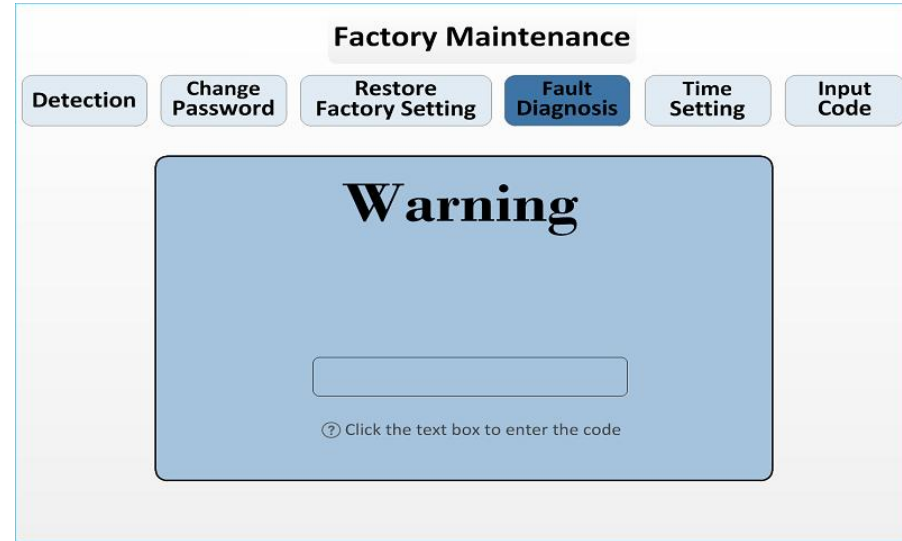 Factory Maintenance
Detection
Change
Password
Restore
Factory Setting
Fault
Diagnosis
Time
Setting
Input
Code
Warning
? Click the text box to enter the code